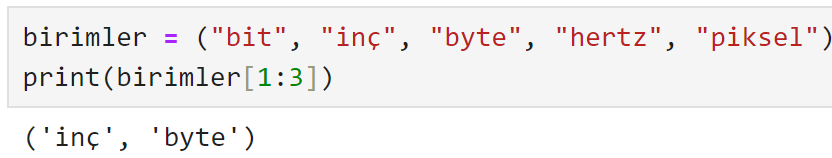 birimler = ("bit", "inç", "byte", "hertz", "piksel")
print(birimler[1:3])
('inç', 'byte')